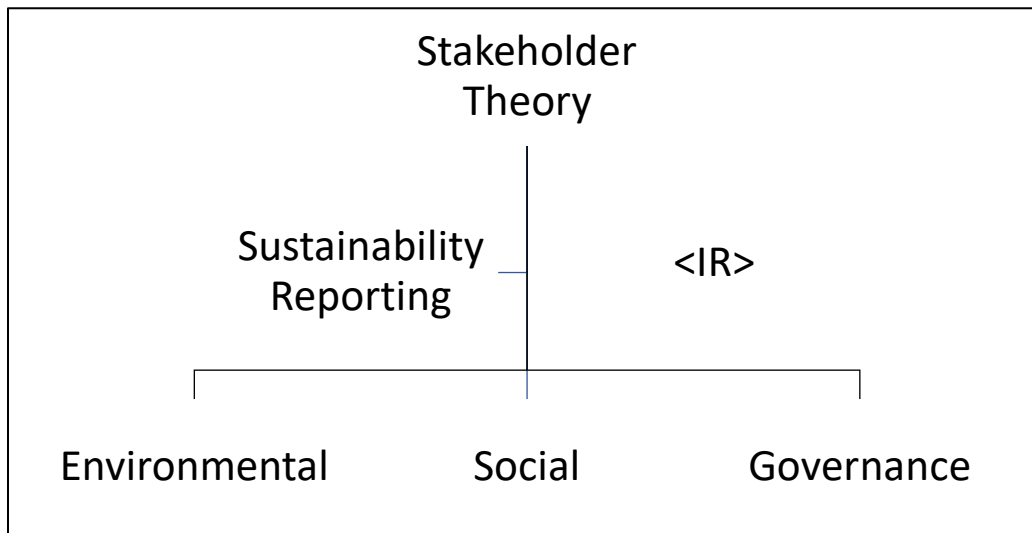 Stakeholder
Theory
Sustainability
Reporting
<IR>
Environmental
Social
Governance